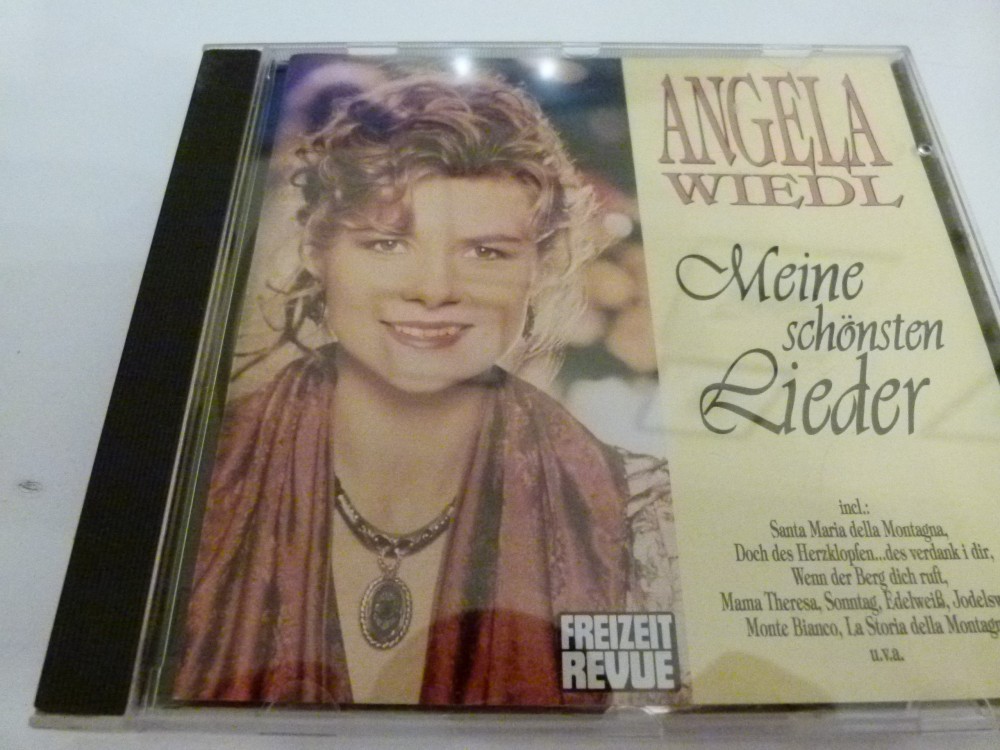 ANGELA
WIEDL
Meine
schönsten
Lieder
incl.:
Santa Maria della Montagna,
Doch des Herzklopfen...des verdank i dir,
Wenn der Berg dich ruft,
Mama Theresa, Sonntag, Edelweiß,
Monte Bianco, La Storia della
u.v.a.
FREIZEIT
REVUE